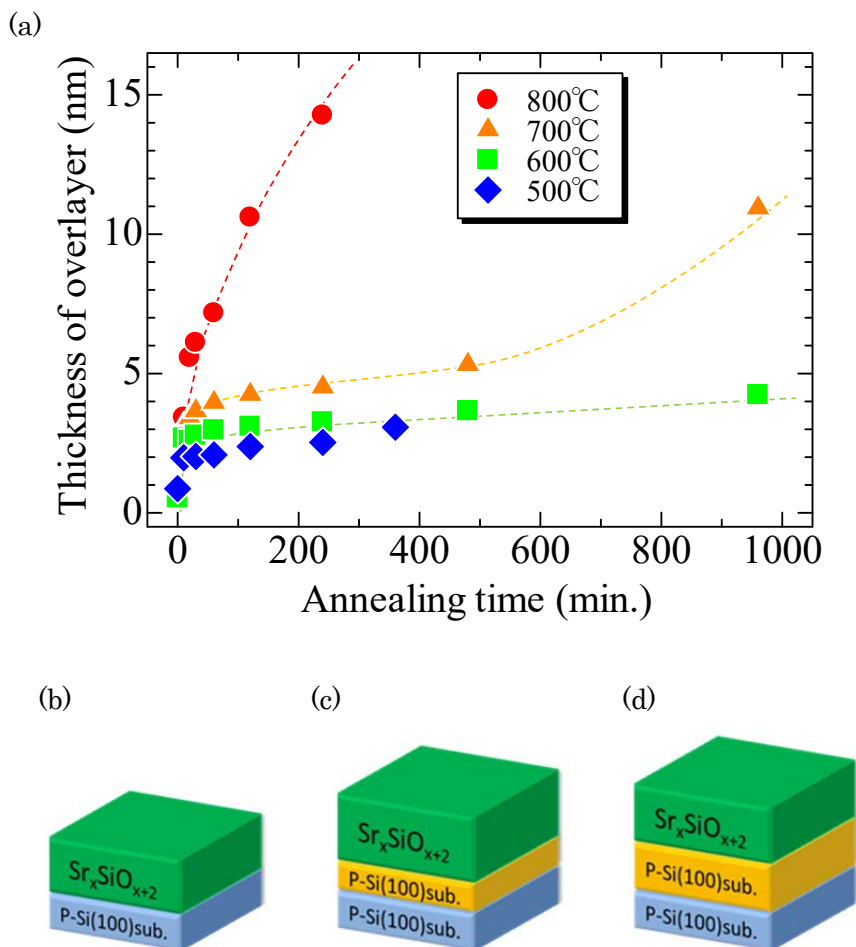 (a)
Thickness of overlayer (nm)
15
10
5
0
800℃
700℃
600℃
500℃
0 200 400 600 800 1000
Annealing time (min.)
(b) (c) (d)
SrₓSiOₓ₊₂
P-Si(100)sub.
SrₓSiOₓ₊₂
P-Si(100)sub.
P-Si(100)sub.
SrₓSiOₓ₊₂
P-Si(100)sub.
P-Si(100)sub.